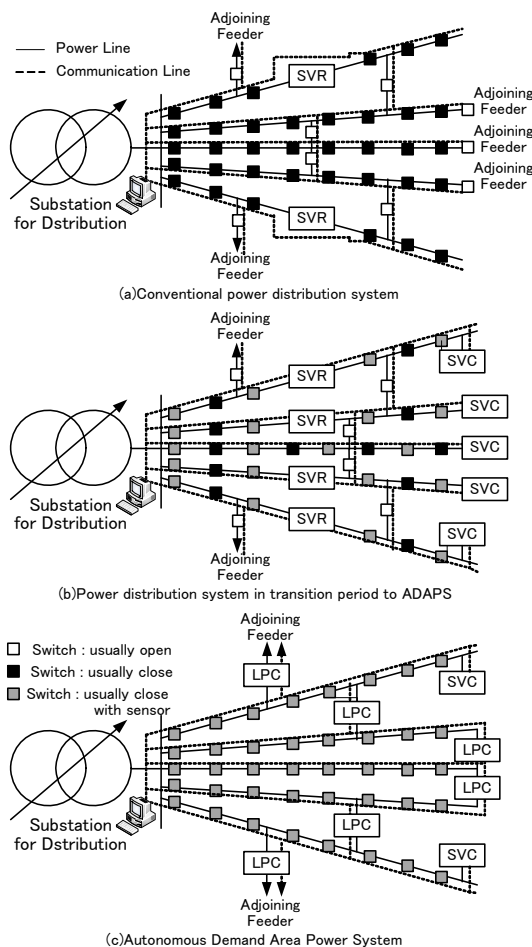 Adjoining
Feeder
Power Line
Communication Line
SVR
Adjoining
Feeder
Adjoining
Feeder
Adjoining
Feeder
Substation
for Dstribution
SVR
Adjoining
Feeder
(a)Conventional power distribution system
Adjoining
Feeder
SVR
SVC
SVR
SVC
SVC
SVR
SVC
Substation
for Dstribution
SVR
SVC
Adjoining
Feeder
(b)Power distribution system in transition period to ADAPS
Adjoining
Feeder
Switch : usually open
Switch : usually close
Switch : usually close
with sensor
LPC
SVC
LPC
LPC
LPC
Substation
for Dstribution
LPC
LPC
SVC
Adjoining
Feeder
(c)Autonomous Demand Area Power System